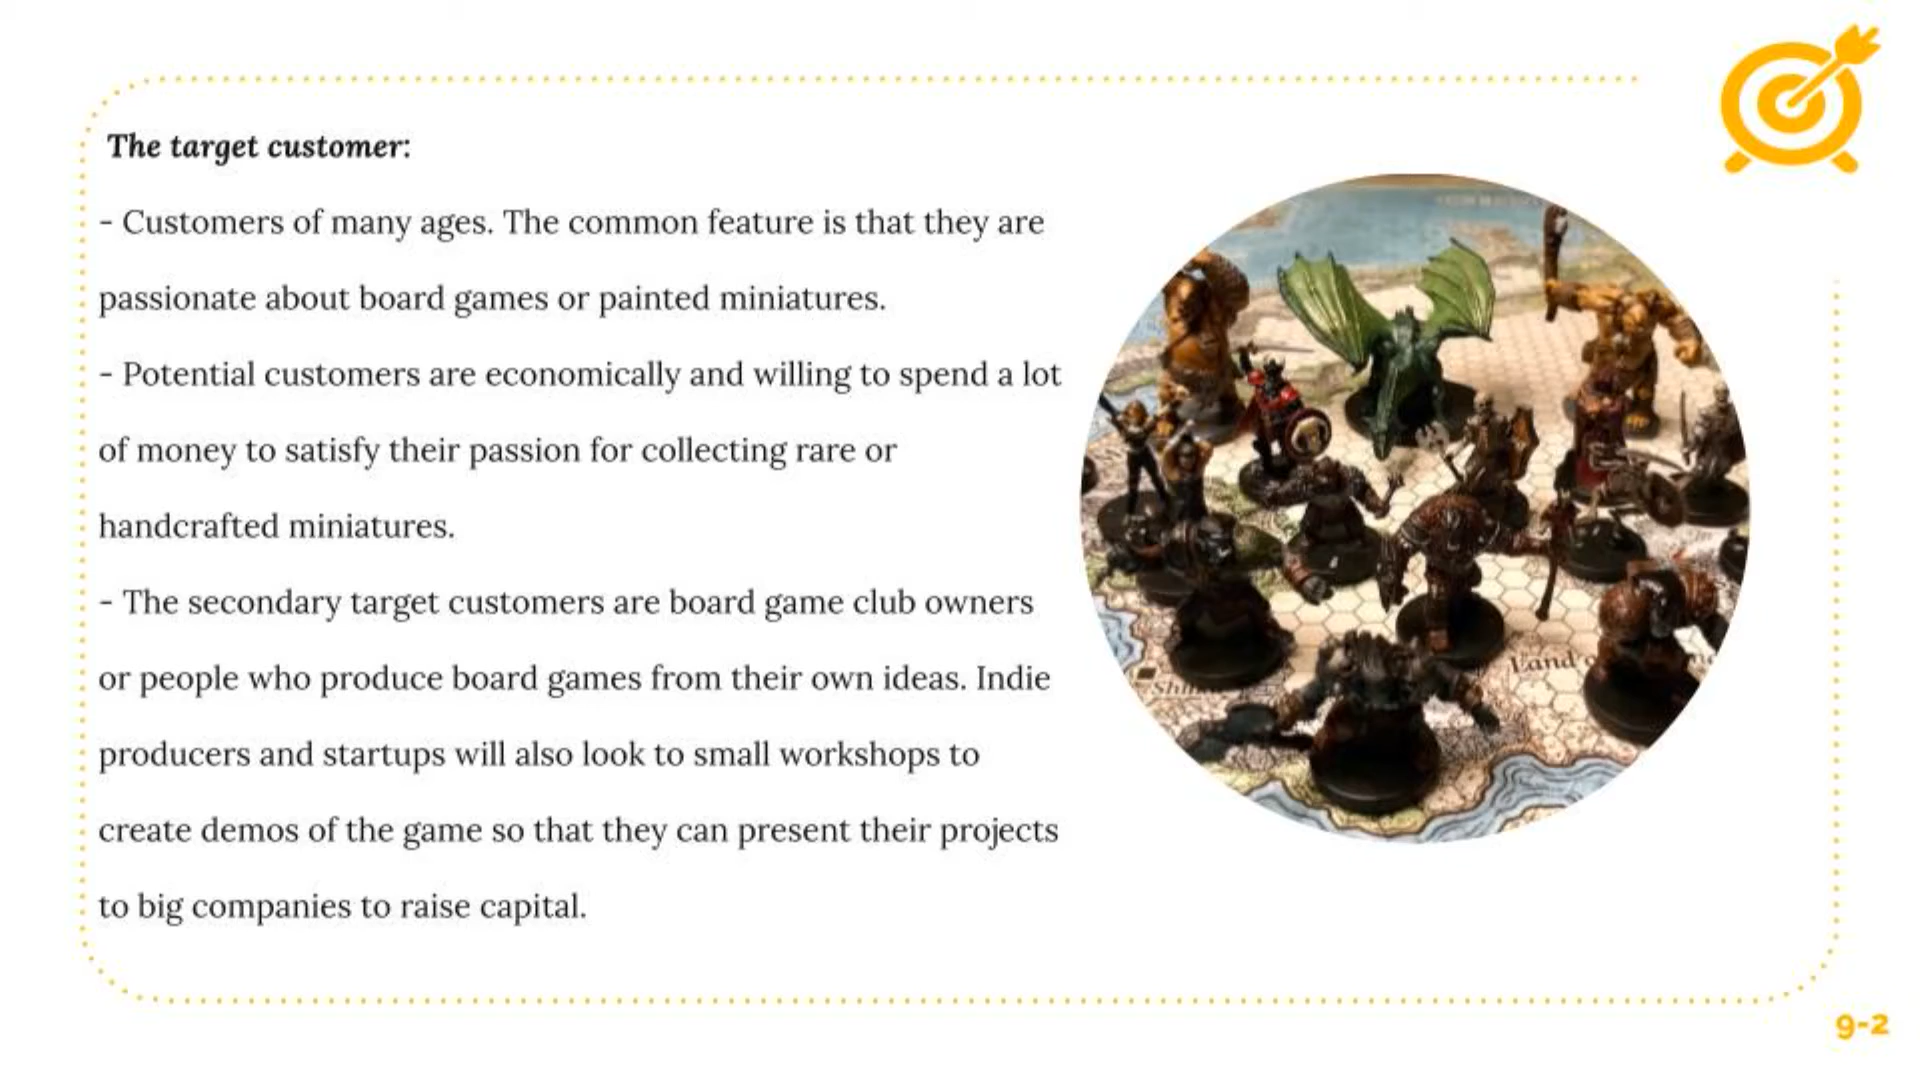 The target customer:
- Customers of many ages. The common feature is that they are
passionate about board games or painted miniatures.
- Potential customers are economically and willing to spend a lot
of money to satisfy their passion for collecting rare or
handcrafted miniatures.
- The secondary target customers are board game club owners
or people who produce board games from their own ideas. Indie
producers and startups will also look to small workshops to
create demos of the game so that they can present their projects
to big companies to raise capital.
Land
9-2